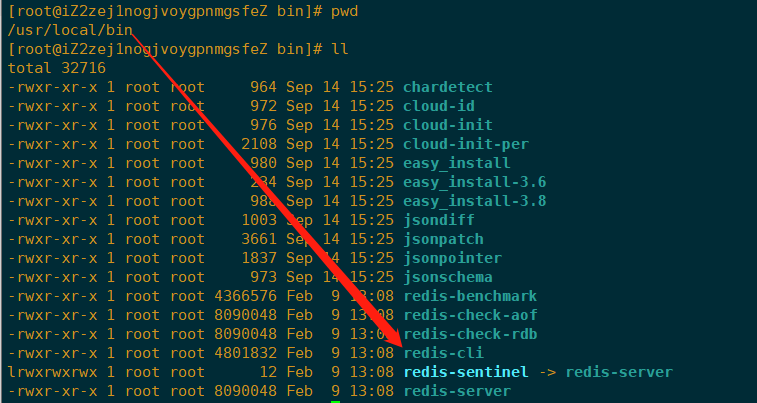 [root@iZ2zej1nogjvoygpnmgsfeZ bin]# pwd
/usr/local/bin
[root@iZ2zej1nogjvoygpnmgsfeZ bin]# ll
total 32716
-rwxr-xr-x 1 root root     964 Sep 14 15:25 chardetect
-rwxr-xr-x 1 root root     972 Sep 14 15:25 cloud-id
-rwxr-xr-x 1 root root     976 Sep 14 15:25 cloud-init
-rwxr-xr-x 1 root root    2108 Sep 14 15:25 cloud-init-per
-rwxr-xr-x 1 root root     980 Sep 14 15:25 easy_install
-rwxr-xr-x 1 root root Sep 14 15:25 easy_install-3.6
-rwxr-xr-x 1 root root Sep 14 15:25 easy_install-3.8
-rwxr-xr-x 1 root root    1003 Sep 14 15:25 jsondiff
-rwxr-xr-x 1 root root    3661 Sep 14 15:25 jsonpatch
-rwxr-xr-x 1 root root    1837 Sep 14 15:25 jsonpointer
-rwxr-xr-x 1 root root     973 Sep 14 15:25 jsonschema
-rwxr-xr-x 1 root root 4366576 Feb  9 13:08 redis-benchmark
-rwxr-xr-x 1 root root 8090048 Feb  9 13:08 redis-check-aof
-rwxr-xr-x 1 root root 8090048 Feb  9 13:08 redis-check-rdb
-rwxr-xr-x 1 root root 4801832 Feb  9 13:08 redis-cli
lrwxrwxrwx 1 root root      12 Feb  9 13:08 redis-sentinel -> redis-server
-rwxr-xr-x 1 root root 8090048 Feb  9 13:08 redis-server